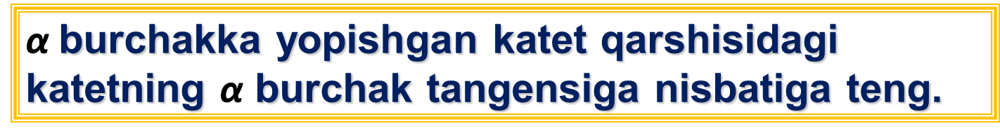 α burchakka yopishgan katet qarshisidagi
katetning α burchak tangensiga nisbatiga teng.